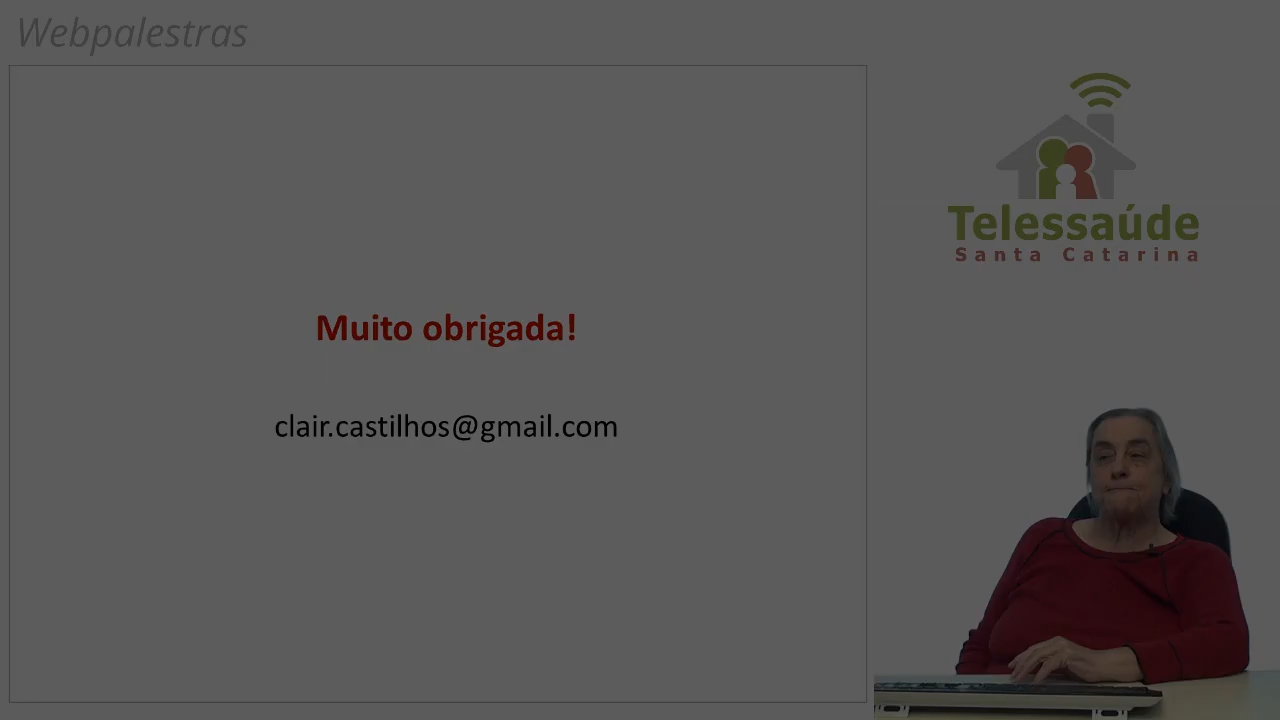 Webpalestras
Telessaúde
Santa Catarina
Muito obrigada!
clair.castilhos@gmail.com